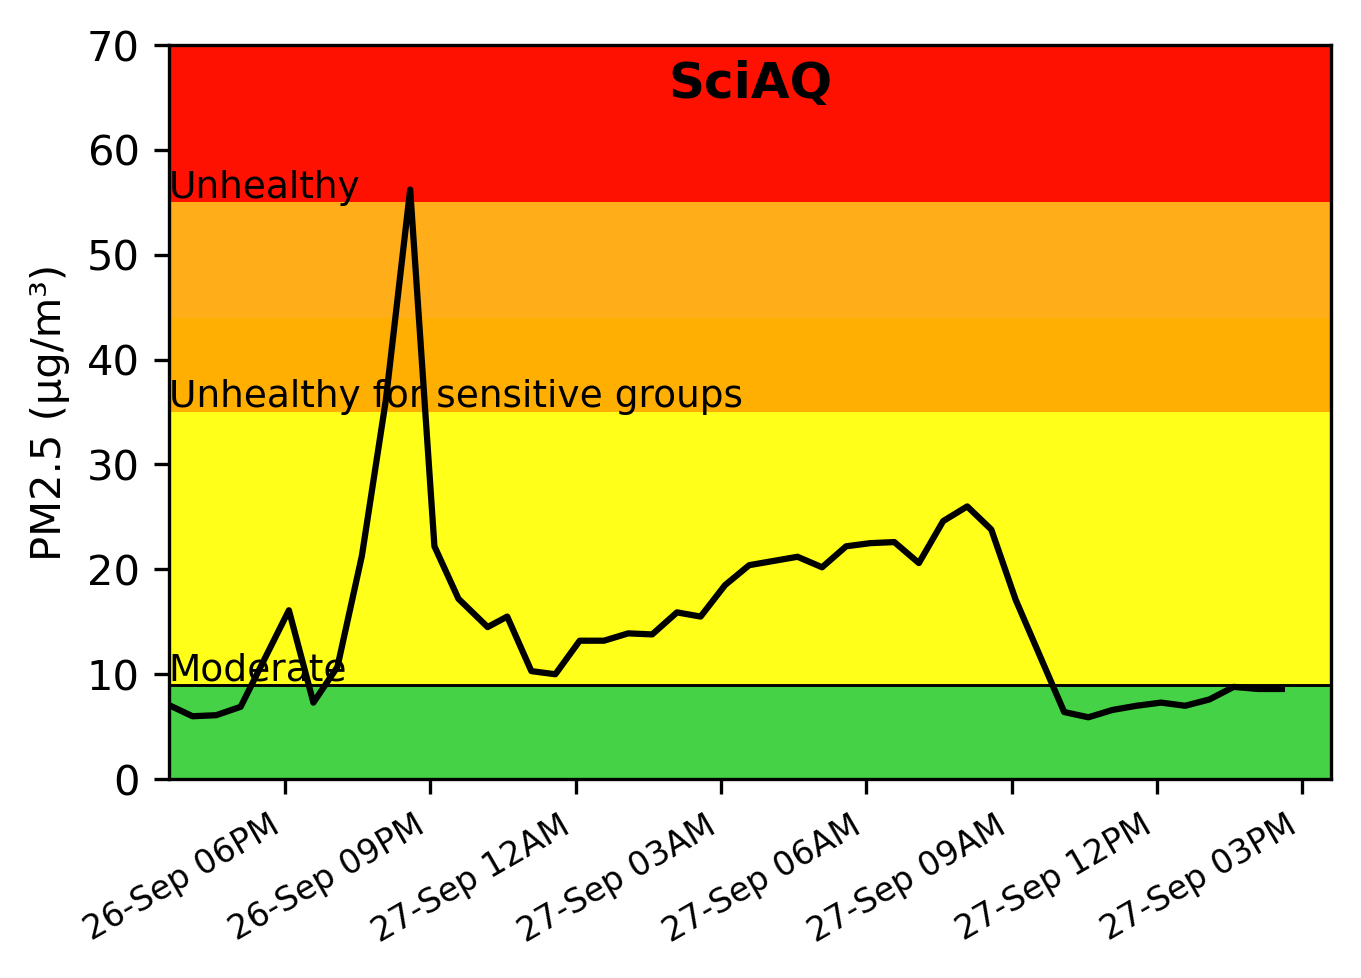 SciAQ
70
60
50
40
30
20
10
0
PM2.5 (µg/m³)
Unhealthy
Unhealthy for sensitive groups
Moderate
26-Sep 06PM
26-Sep 09PM
27-Sep 12AM
27-Sep 03AM
27-Sep 06AM
27-Sep 09AM
27-Sep 12PM
27-Sep 03PM